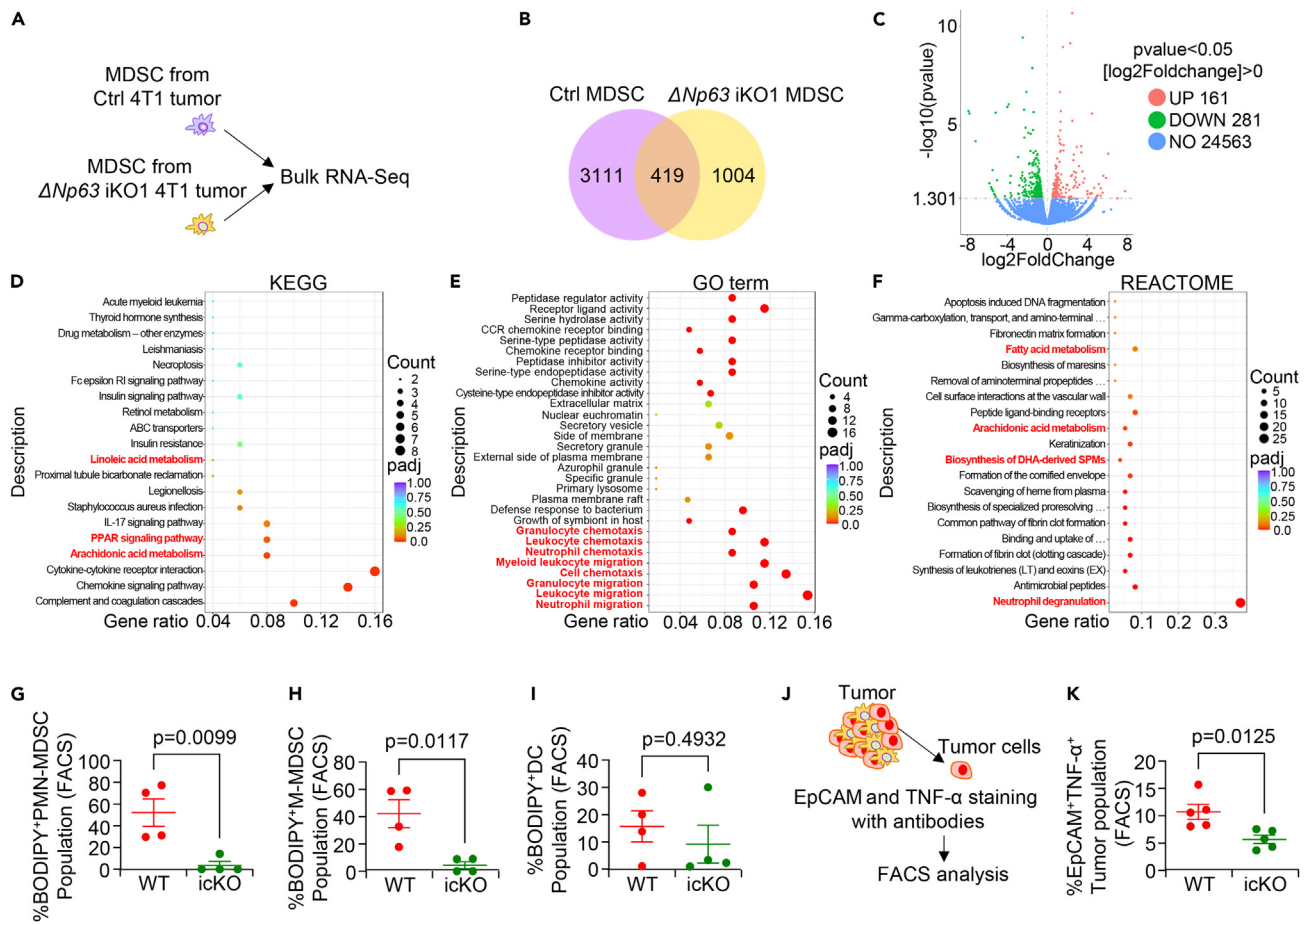 A
MDSC from
Ctrl 4T1 tumor
MDSC from
ΔNp63 iKO1 4T1 tumor
Bulk RNA-Seq
B
Ctrl MDSC
ΔNp63 iKO1 MDSC
3111
419
1004
C
-log10(pvalue)
10
5
1.301
-8
-4
0
4
8
log2FoldChange
pvalue<0.05
[log2Foldchange]>0
UP 161
DOWN 281
NO 24563
D
KEGG
Description
Acute myeloid leukemia
Thyroid hormone synthesis
Drug metabolism – other enzymes
Leishmaniasis
Necroptosis
Fc epsilon RI signaling pathway
Insulin signaling pathway
Retinol metabolism
ABC transporters
Insulin resistance
Linoleic acid metabolism
Proximal tubule bicarbonate reclamation
Legionellosis
Staphylococcus aureus infection
IL-17 signaling pathway
PPAR signaling pathway
Arachidonic acid metabolism
Cytokine-cytokine receptor interaction
Chemokine signaling pathway
Complement and coagulation cascades
Gene ratio
0.04
0.08
0.12
0.16
Count
2
3
4
5
6
7
8
padj
1.00
0.75
0.50
0.25
0.0
E
GO term
Description
Peptidase regulator activity
Receptor ligand activity
Serine hydrolase activity
CCR chemokine receptor binding
Serine-type peptidase activity
Chemokine receptor binding
Peptidase inhibitor activity
Serine-type endopeptidase activity
Chemokine activity
Cysteine-type endopeptidase inhibitor activity
Extracellular matrix
Nuclear euchromatin
Secretory vesicle
Side of membrane
Secretory granule
External side of plasma membrane
Azurophil granule
Specific granule
Primary lysosome
Plasma membrane raft
Defense response to bacterium
Growth of symbiont in host
Granulocyte chemotaxis
Leukocyte chemotaxis
Neutrophil chemotaxis
Myeloid leukocyte migration
Cell chemotaxis
Granulocyte migration
Leukocyte migration
Neutrophil migration
Gene ratio
0.04
0.08
0.12
0.16
Count
4
8
12
16
padj
1.00
0.75
0.50
0.25
0.0
F
REACTOME
Description
Apoptosis induced DNA fragmentation
Gamma-carboxylation, transport, and amino-terminal ...
Fibronectin matrix formation
Fatty acid metabolism
Biosynthesis of maresins
Removal of aminoterminal propeptides ...
Cell surface interactions at the vascular wall
Peptide ligand-binding receptors
Arachidonic acid metabolism
Keratinization
Biosynthesis of DHA-derived SPMs
Formation of the cornified envelope
Scavenging of heme from plasma
Biosynthesis of specialized proresolving ...
Common pathway of fibrin clot formation
Binding and uptake of ...
Formation of fibrin clot (clotting cascade)
Synthesis of leukotrienes (LT) and eoxins (EX)
Antimicrobial peptides
Neutrophil degranulation
Gene ratio
0.1
0.2
0.3
Count
5
10
15
20
25
padj
1.00
0.75
0.50
0.25
0.0
G
%BODIPY⁺PMN-MDSC
Population (FACS)
p=0.0099
100
80
60
40
20
0
WT
icKO
H
%BODIPY⁺M-MDSC
Population (FACS)
p=0.0117
80
60
40
20
0
WT
icKO
I
%BODIPY⁺DC
Population (FACS)
p=0.4932
40
30
20
10
0
WT
icKO
J
Tumor
Tumor cells
EpCAM and TNF-α staining
with antibodies
FACS analysis
K
%EpCAM⁺TNF-α⁺
Tumor population
(FACS)
p=0.0125
20
15
10
5
0
WT
icKO